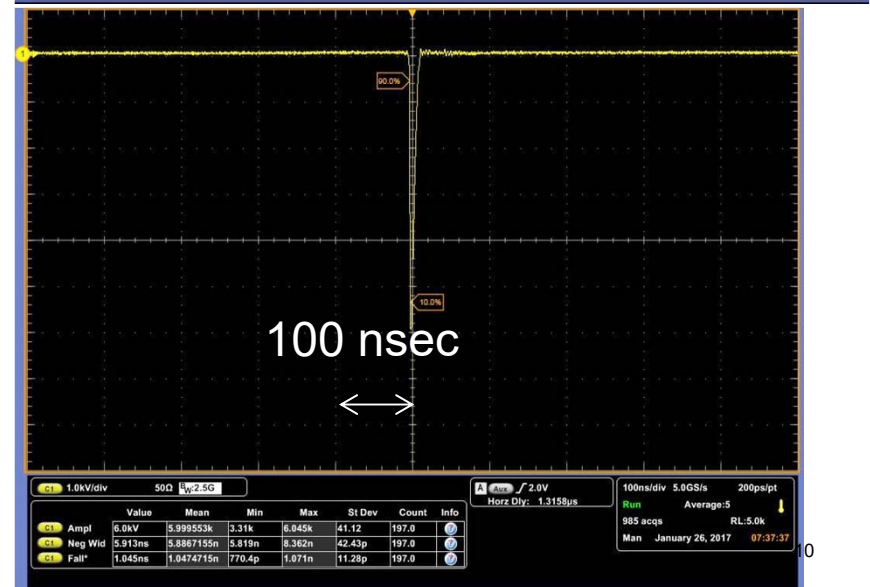 1
90.0%
10.0%
100 nsec
C1 1.0kV/div 50Ω BW:2.5G
Value Mean Min Max St Dev Count Info
C1 Ampl 6.0kV 5.999553k 3.31k 6.045k 41.12 197.0
C1 Neg Wid 5.913ns 5.8867155n 5.819n 8.362n 42.43p 197.0
C1 Fall* 1.045ns 1.0474715n 770.4p 1.071n 11.28p 197.0
A Aux 2.0V
Horz Dly: 1.3158µs
100ns/div 5.0GS/s 200ps/pt
Run Average:5
985 acqs RL:5.0k
Man January 26, 2017 07:37:37
10